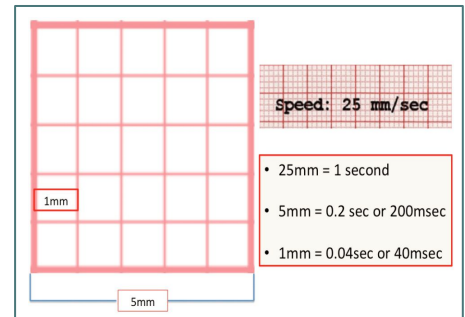 Speed: 25 mm/sec
• 25mm = 1 second
• 5mm = 0.2 sec or 200msec
• 1mm = 0.04sec or 40msec
1mm
5mm